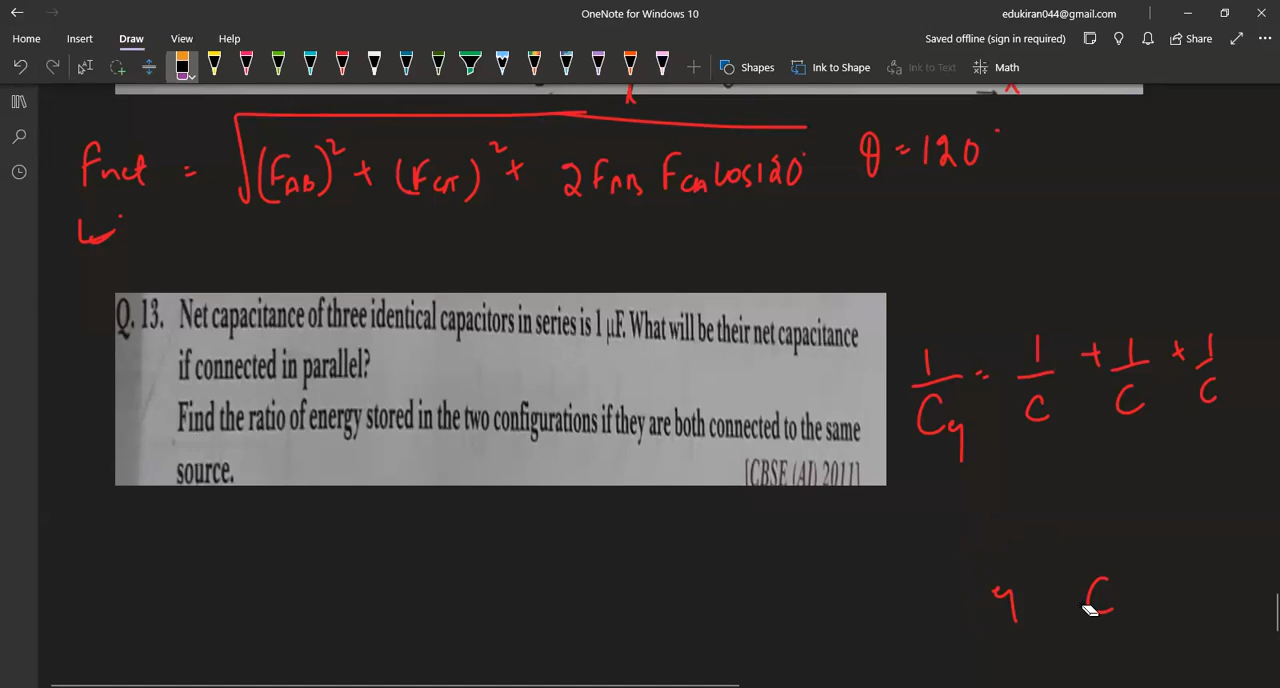 OneNote for Windows 10
edukiran044@gmail.com
Home Insert Draw View Help
Saved offline (sign in required)
Share
Shapes Ink to Shape Ink to Text Math
x
Fnet = √(FAB)² + (FCA)² + 2FAB FCA cos120° θ = 120°
Q. 13. Net capacitance of three identical capacitors in series is 1 μF. What will be their net capacitance
if connected in parallel?
Find the ratio of energy stored in the two configurations if they are both connected to the same
source.
[CBSE (AI) 2011]
1/Cq = 1/C + 1/C + 1/C
q C